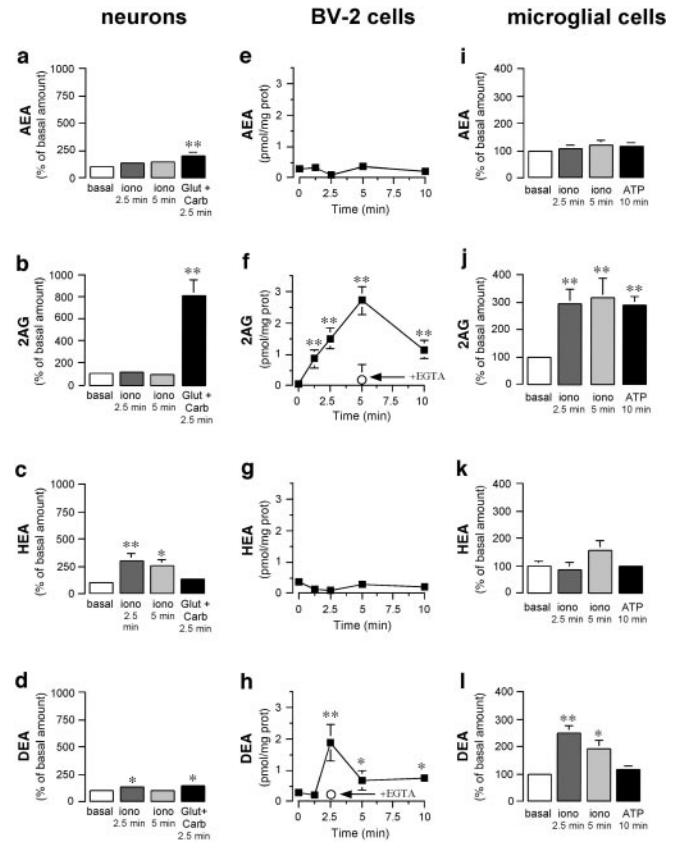 neurons
BV-2 cells
microglial cells
a
AEA
(% of basal amount)
1000
750
500
250
0
basal
iono
2.5 min
iono
5 min
Glut +
Carb
2.5 min
**
e
AEA
(pmol/mg prot)
3
2
1
0
0
2.5
5
7.5
10
Time (min)
i
AEA
(% of basal amount)
400
300
200
100
0
basal
iono
2.5 min
iono
5 min
ATP
10 min
b
2AG
(% of basal amount)
1000
800
600
400
200
0
**
basal
iono
2.5 min
iono
5 min
Glut +
Carb
2.5 min
f
2AG
(pmol/mg prot)
3
2
1
0
**
**
**
**
+EGTA
0
2.5
5
7.5
10
Time (min)
j
2AG
(% of basal amount)
400
300
200
100
0
**
**
**
basal
iono
2.5 min
iono
5 min
ATP
10 min
c
HEA
(% of basal amount)
1000
750
500
250
0
**
*
basal
iono
2.5
min
iono
5 min
Glut +
Carb
2.5 min
g
HEA
(pmol/mg prot)
3
2
1
0
0
2.5
5
7.5
10
Time (min)
k
HEA
(% of basal amount)
400
300
200
100
0
basal
iono
2.5 min
iono
5 min
ATP
10 min
d
DEA
(% of basal amount)
1000
750
500
250
0
*
*
basal
iono
2.5 min
iono
5 min
Glut+
Carb
2.5 min
h
DEA
(pmol/mg prot)
3
2
1
0
**
*
*
+EGTA
0
2.5
5
7.5
10
Time (min)
l
DEA
(% of basal amount)
400
300
200
100
0
**
*
basal
iono
2.5 min
iono
5 min
ATP
10 min